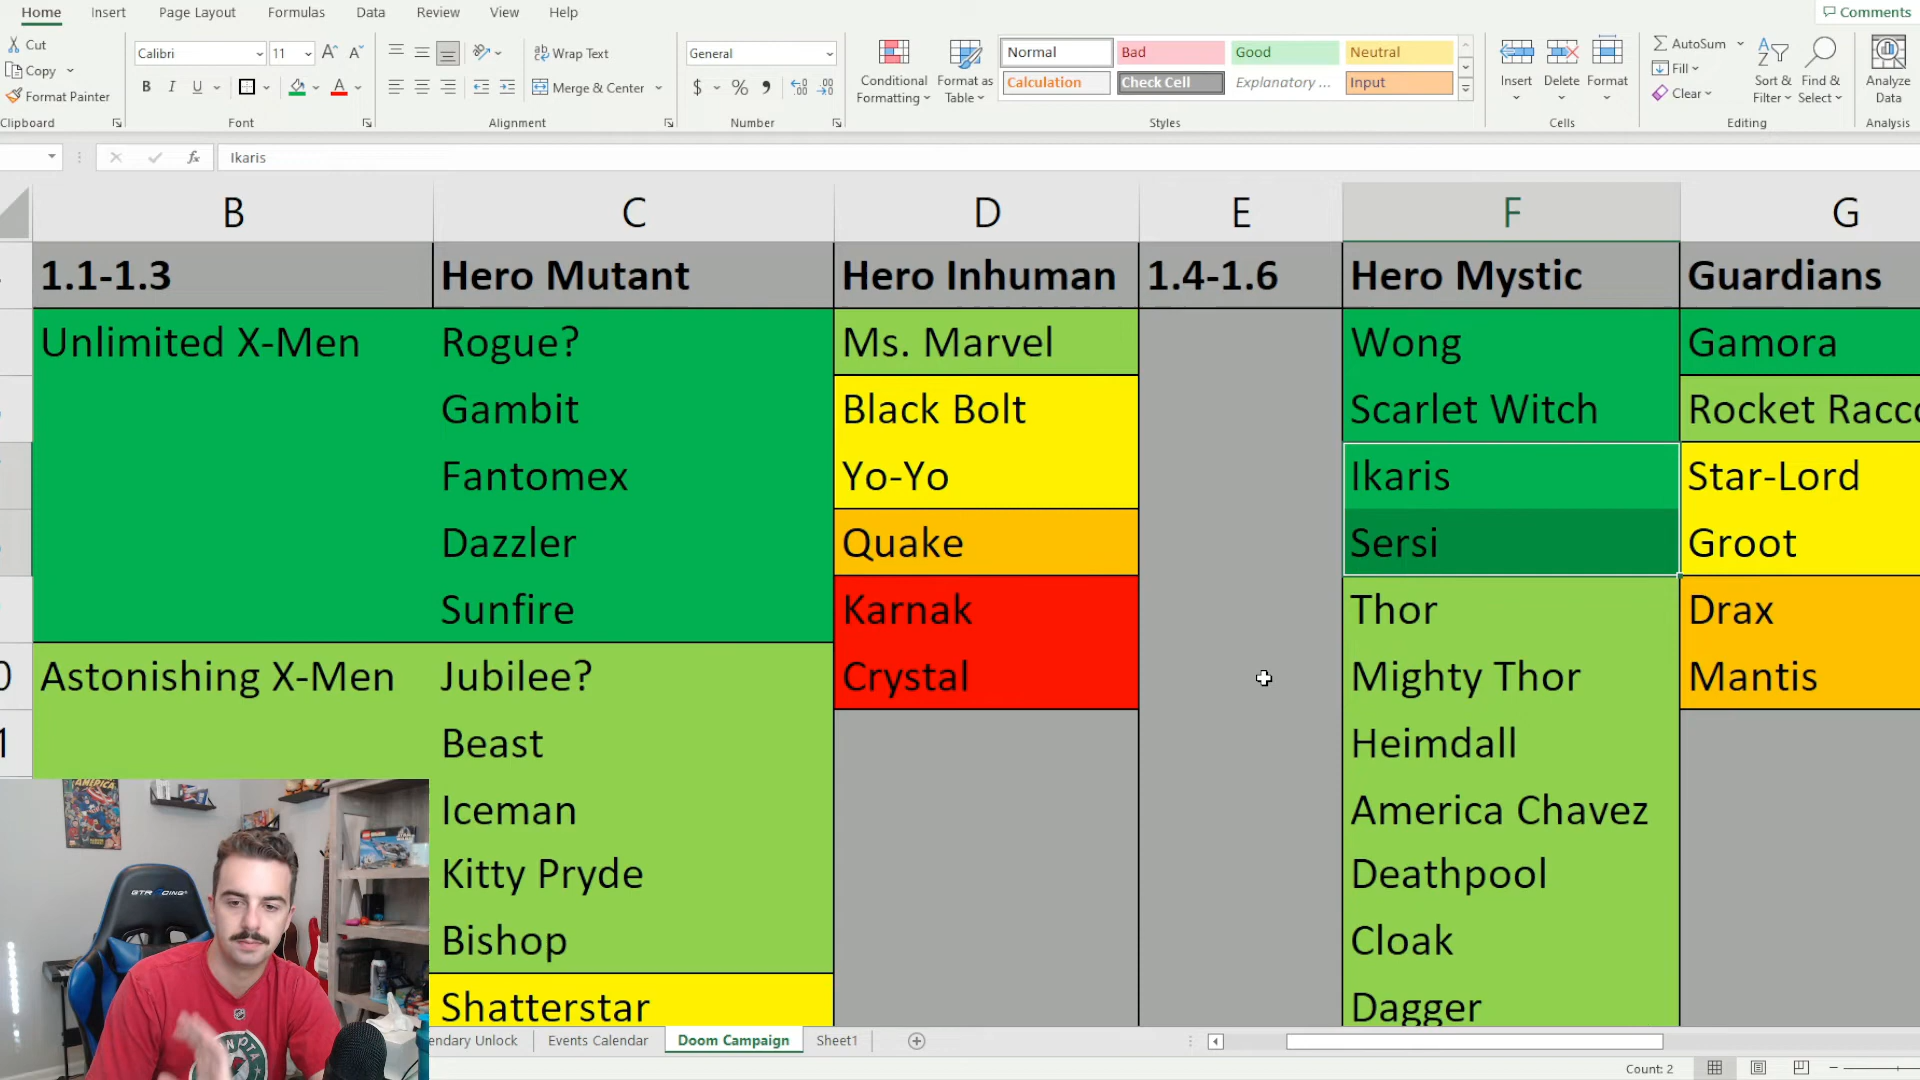 Home Insert Page Layout Formulas Data Review View Help Comments
Cut
Copy
Format Painter
Clipboard
Calibri 11
B I U
Font
Wrap Text
Merge & Center
Alignment
General
$ % 9
Number
Conditional Formatting
Format as Table
Normal Bad Good Neutral
Calculation Check Cell Explanatory ... Input
Styles
Insert Delete Format
Cells
AutoSum
Fill
Clear
Sort & Filter
Find & Select
Editing
Analyze Data
Analysis
fx Ikaris
B C D E F G
1.1-1.3 Hero Mutant Hero Inhuman 1.4-1.6 Hero Mystic Guardians
Unlimited X-Men Rogue? Ms. Marvel Wong Gamora
Gambit Black Bolt Scarlet Witch Rocket Racco
Fantomex Yo-Yo Ikaris Star-Lord
Dazzler Quake Sersi Groot
Sunfire Karnak Thor Drax
0 Astonishing X-Men Jubilee? Crystal Mighty Thor Mantis
1 Beast Heimdall
Iceman America Chavez
Kitty Pryde Deathpool
Bishop Cloak
Shatterstar Dagger
endary Unlock Events Calendar Doom Campaign Sheet1
Count: 2